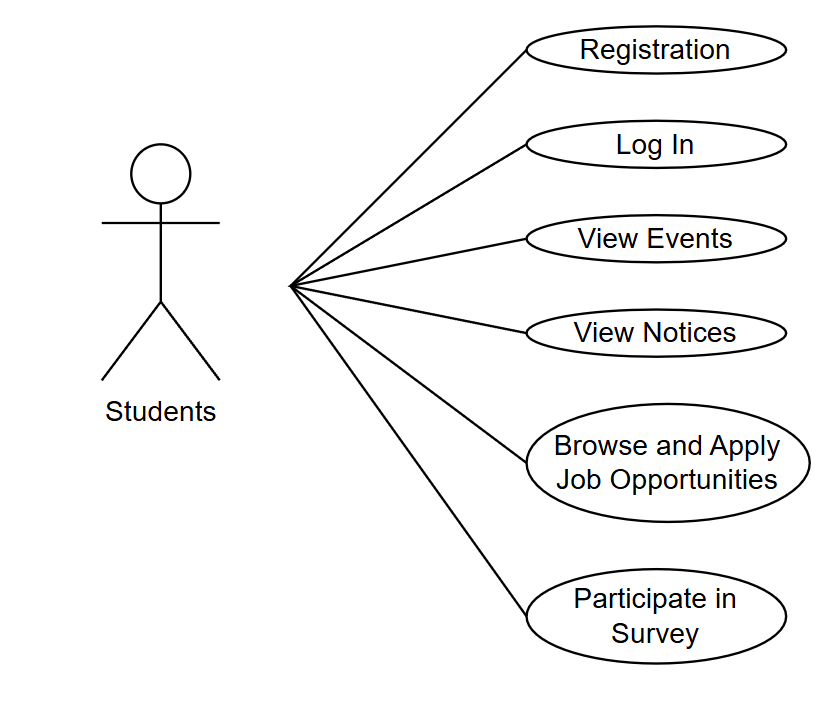 Registration
Log In
View Events
View Notices
Students
Browse and Apply
Job Opportunities
Participate in
Survey